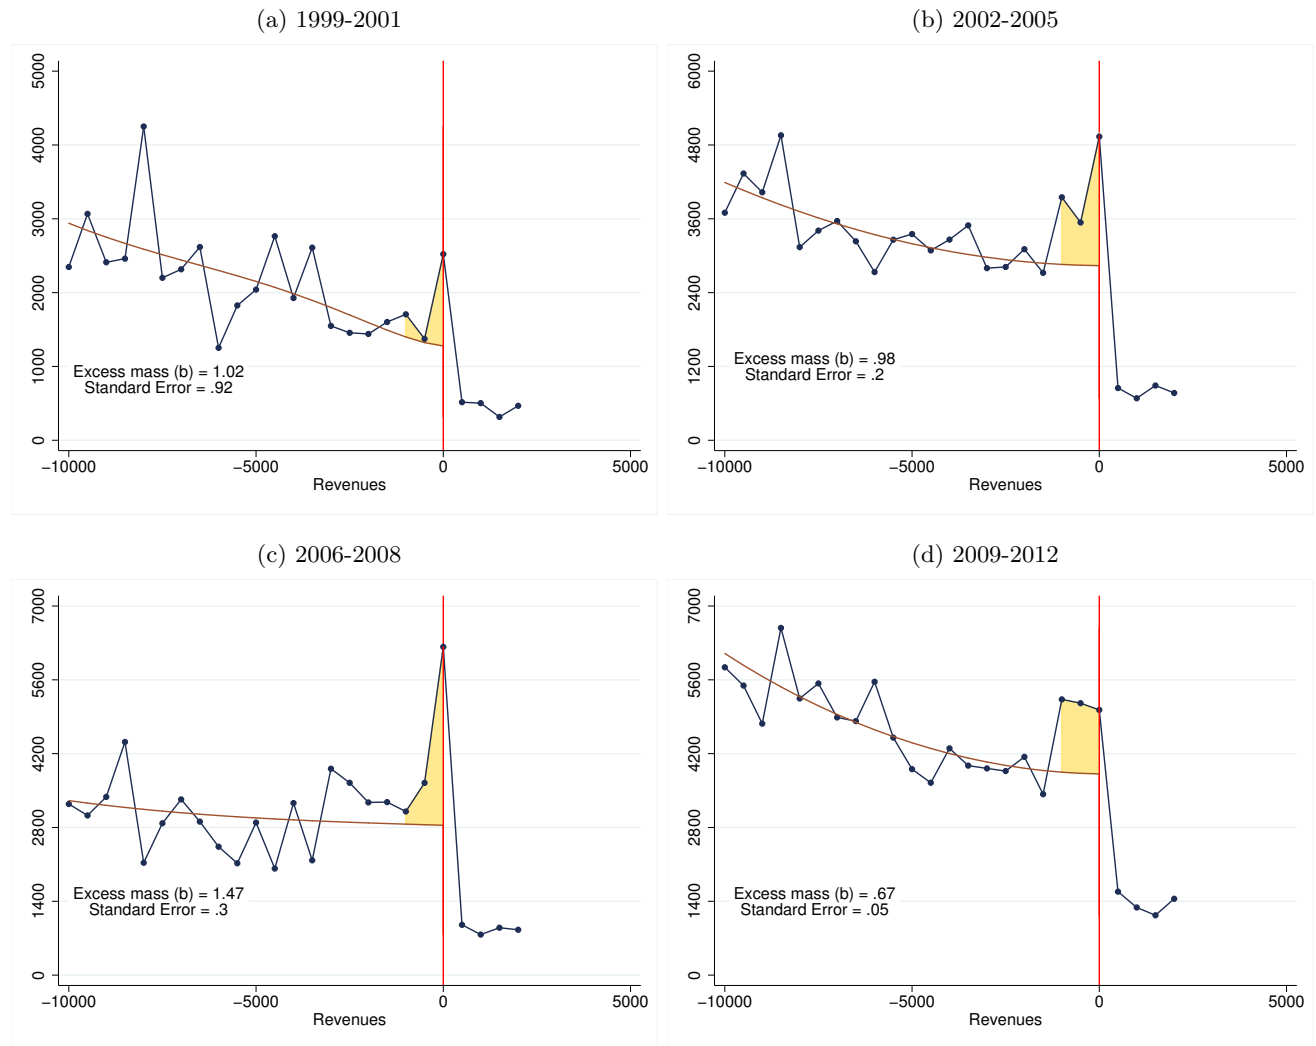 (a) 1999-2001
5000
4000
3000
2000
1000
0
Excess mass (b) = 1.02
Standard Error = .92
−10000 −5000 0 5000
Revenues
(b) 2002-2005
6000
4800
3600
2400
1200
0
Excess mass (b) = .98
Standard Error = .2
−10000 −5000 0 5000
Revenues
(c) 2006-2008
7000
5600
4200
2800
1400
0
Excess mass (b) = 1.47
Standard Error = .3
−10000 −5000 0 5000
Revenues
(d) 2009-2012
7000
5600
4200
2800
1400
0
Excess mass (b) = .67
Standard Error = .05
−10000 −5000 0 5000
Revenues